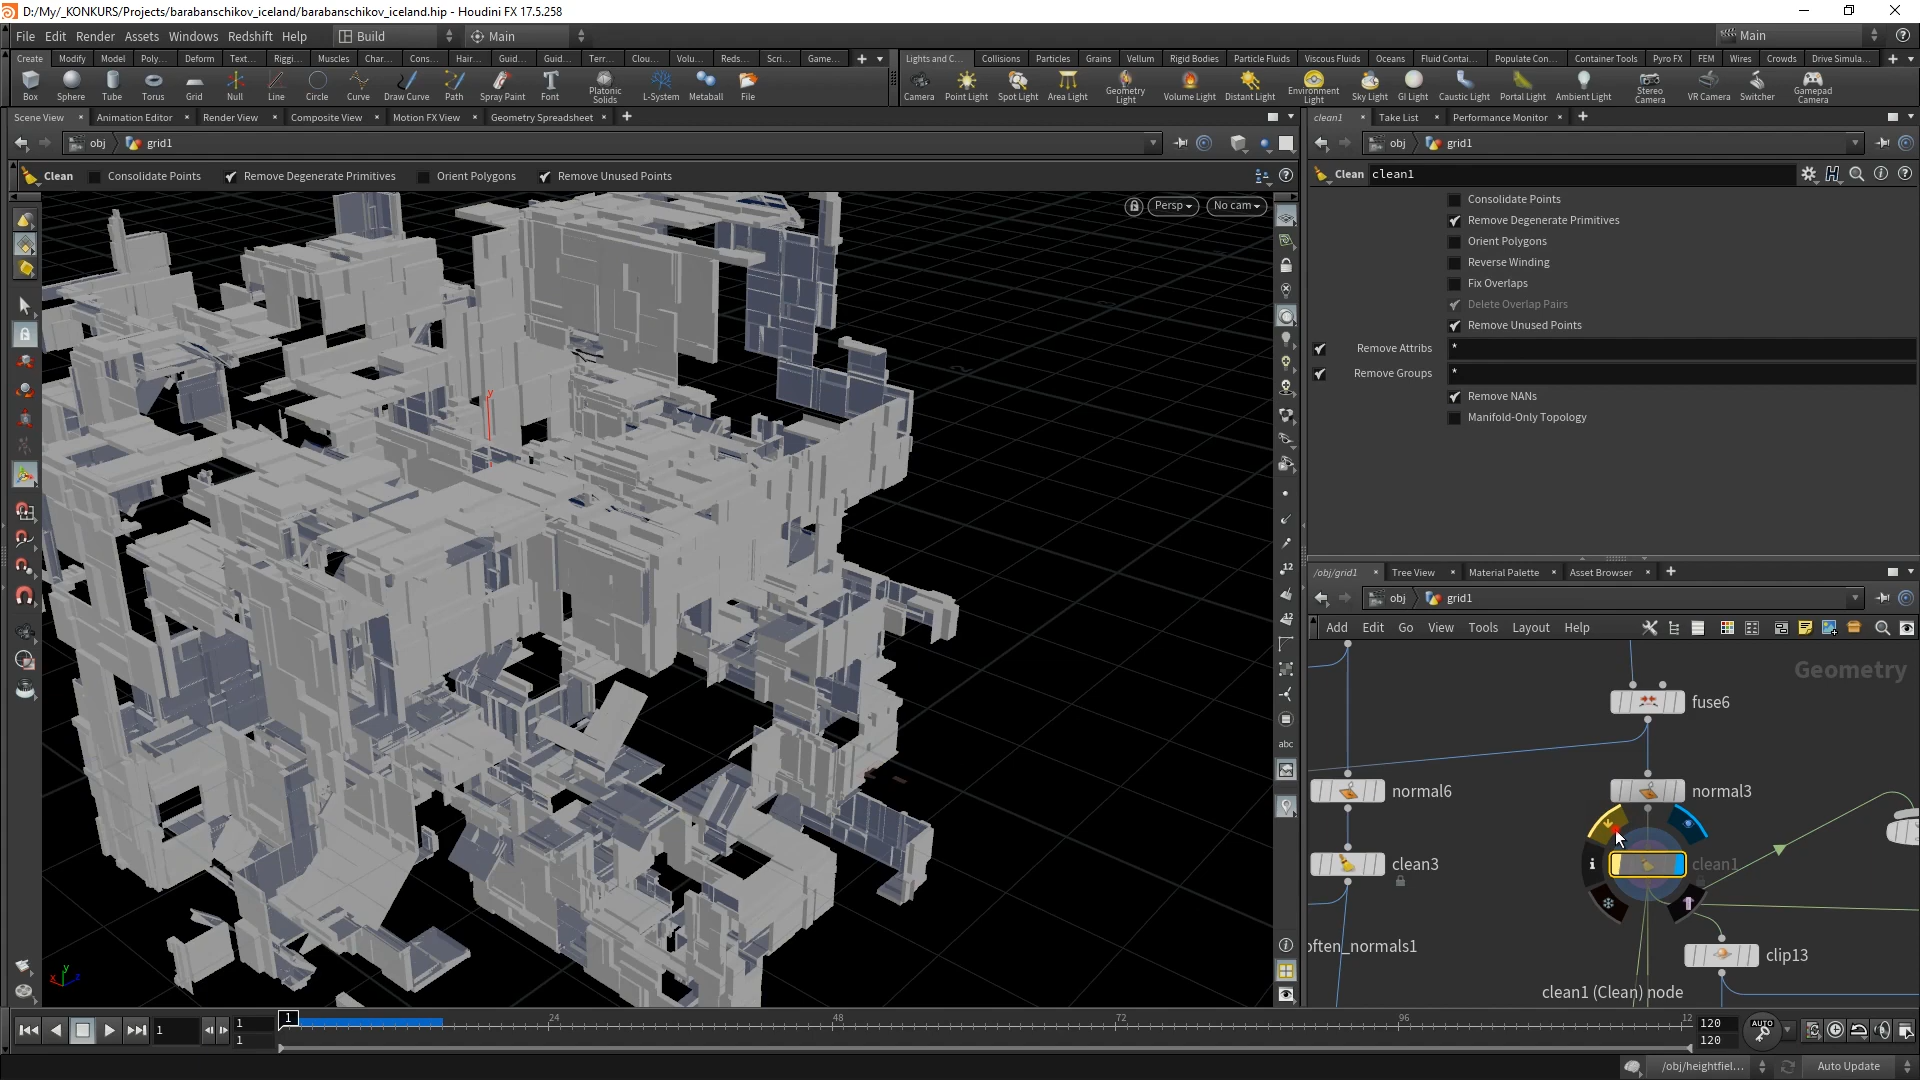 D:/My/_KONKURS/Projects/barabanschikov_iceland/barabanschikov_iceland.hip - Houdini FX 17.5.258
File Edit Render Assets Windows Redshift Help Build Main Main
Create Modify Model Poly... Deform Text... Riggi... Muscles Char... Cons... Hair... Guid... Guid... Terr... Clou... Volu... Reds... Scri... Game...
Lights and C... Collisions Particles Grains Vellum Rigid Bodies Particle Fluids Viscous Fluids Oceans Fluid Contai... Populate Con... Container Tools Pyro FX FEM Wires Crowds Drive Simula...
Box Sphere Tube Torus Grid Null Line Circle Curve Draw Curve Path Spray Paint Font Platonic Solids L-System Metaball File
Camera Point Light Spot Light Area Light Geometry Light Volume Light Distant Light Environment Light Sky Light GI Light Caustic Light Portal Light Ambient Light Stereo Camera VR Camera Switcher Gamepad Camera
Scene View Animation Editor Render View Composite View Motion FX View Geometry Spreadsheet
obj grid1
Clean Consolidate Points Remove Degenerate Primitives Orient Polygons Remove Unused Points
Persp No cam
y
12
12
abc
x y z
clean1 Take List Performance Monitor
obj grid1
Clean clean1
Consolidate Points
Remove Degenerate Primitives
Orient Polygons
Reverse Winding
Fix Overlaps
Delete Overlap Pairs
Remove Unused Points
Remove Attribs *
Remove Groups *
Remove NANs
Manifold-Only Topology
/obj/grid1 Tree View Material Palette Asset Browser
obj grid1
Add Edit Go View Tools Layout Help
Geometry
fuse6
normal6 normal3
clean3 clean1
often_normals1 clip13
clean1 (Clean) node
1 1 1 1 24 48 72 96 12 120 120 AUTO
/obj/heightfiel... Auto Update